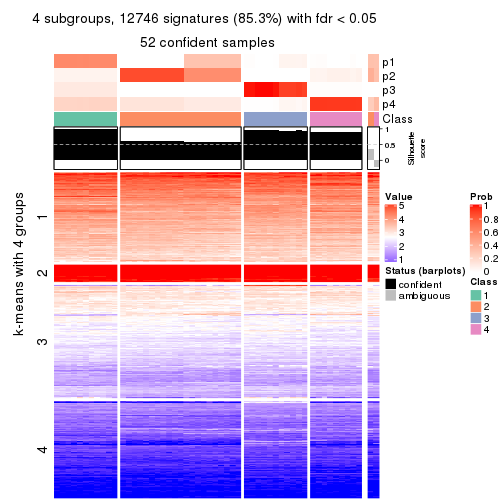 4 subgroups, 12746 signatures (85.3%) with fdr < 0.05
52 confident samples
p1
p2
p3
p4
Class
1
0.5
0
Silhouette
score
k-means with 4 groups
1
2
3
4
Value
5
4
3
2
1
Status (barplots)
confident
ambiguous
Prob
1
0.8
0.6
0.4
0.2
0
Class
1
2
3
4